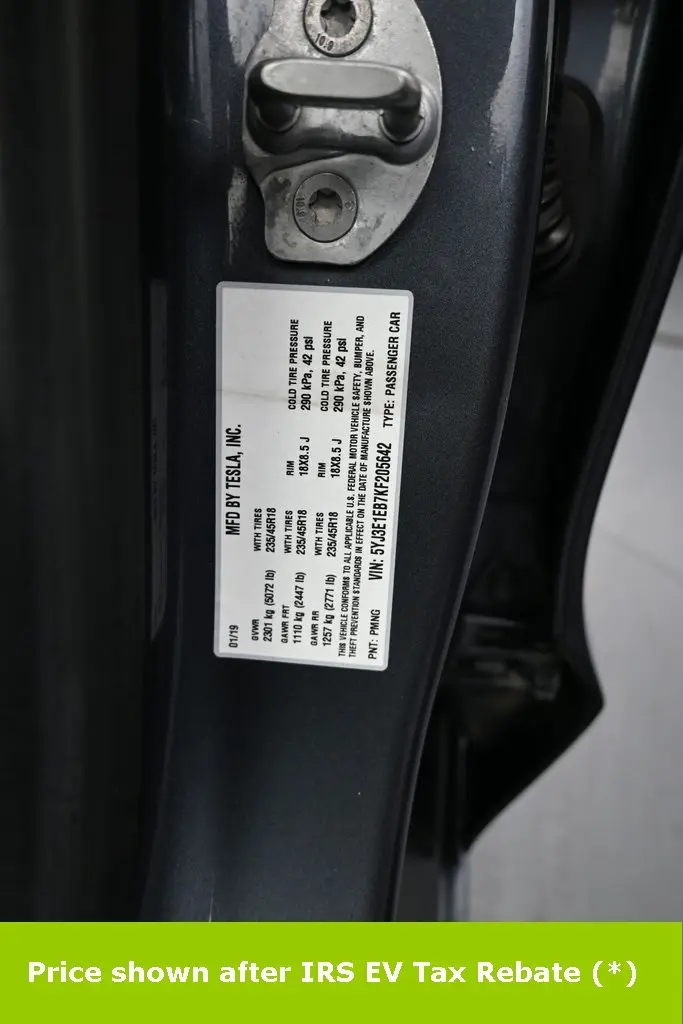 10.9
10.9
01/19
MFD BY TESLA, INC.
GVWR
WITH TIRES
2301 kg (5072 lb)
235/45R18
GAWR FRT
WITH TIRES
RIM
COLD TIRE PRESSURE
1110 kg (2447 lb)
235/45R18
18X8.5 J
290 kPa, 42 psi
GAWR RR
WITH TIRES
RIM
COLD TIRE PRESSURE
1257 kg (2771 lb)
235/45R18
18X8.5 J
290 kPa, 42 psi
THIS VEHICLE CONFORMS TO ALL APPLICABLE U.S. FEDERAL MOTOR VEHICLE SAFETY, BUMPER, AND
THEFT PREVENTION STANDARDS IN EFFECT ON THE DATE OF MANUFACTURE SHOWN ABOVE.
PNT: PMNG VIN: 5YJ3E1EB7KF205642 TYPE: PASSENGER CAR
Price shown after IRS EV Tax Rebate (*)